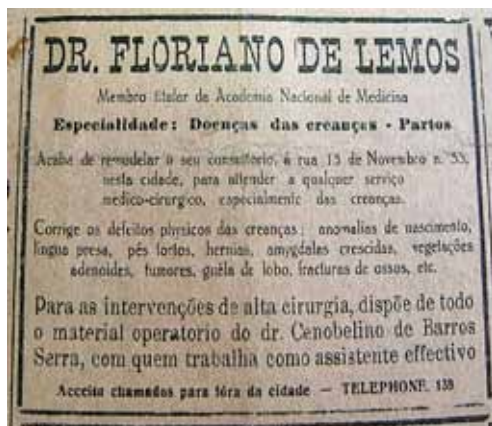 DR. FLORIANO DE LEMOS
Membro titular da Academia Nacional de Medicina
Especialidade: Doenças das creanças - Partos
Acaba de remodelar o seu consultorio, á rua 15 de Novembro n. 53,
nesta cidade, para attender a qualquer serviço
medico-cirurgico, especialmente das creanças.
Corrige os defeitos physicos das creanças: anomalias de nascimento,
lingua presa, pés tortos, hernias, amygdalas crescidas, vegetações
adenoides, tumores, guéla de lobo, fracturas de ossos, etc.
Para as intervenções de alta cirurgia, dispõe de todo
o material operatorio do dr. Cenobelino de Barros
Serra, com quem trabalha como assistente effectivo
Acceita chamados para fóra da cidade — TELEPHONE, 139